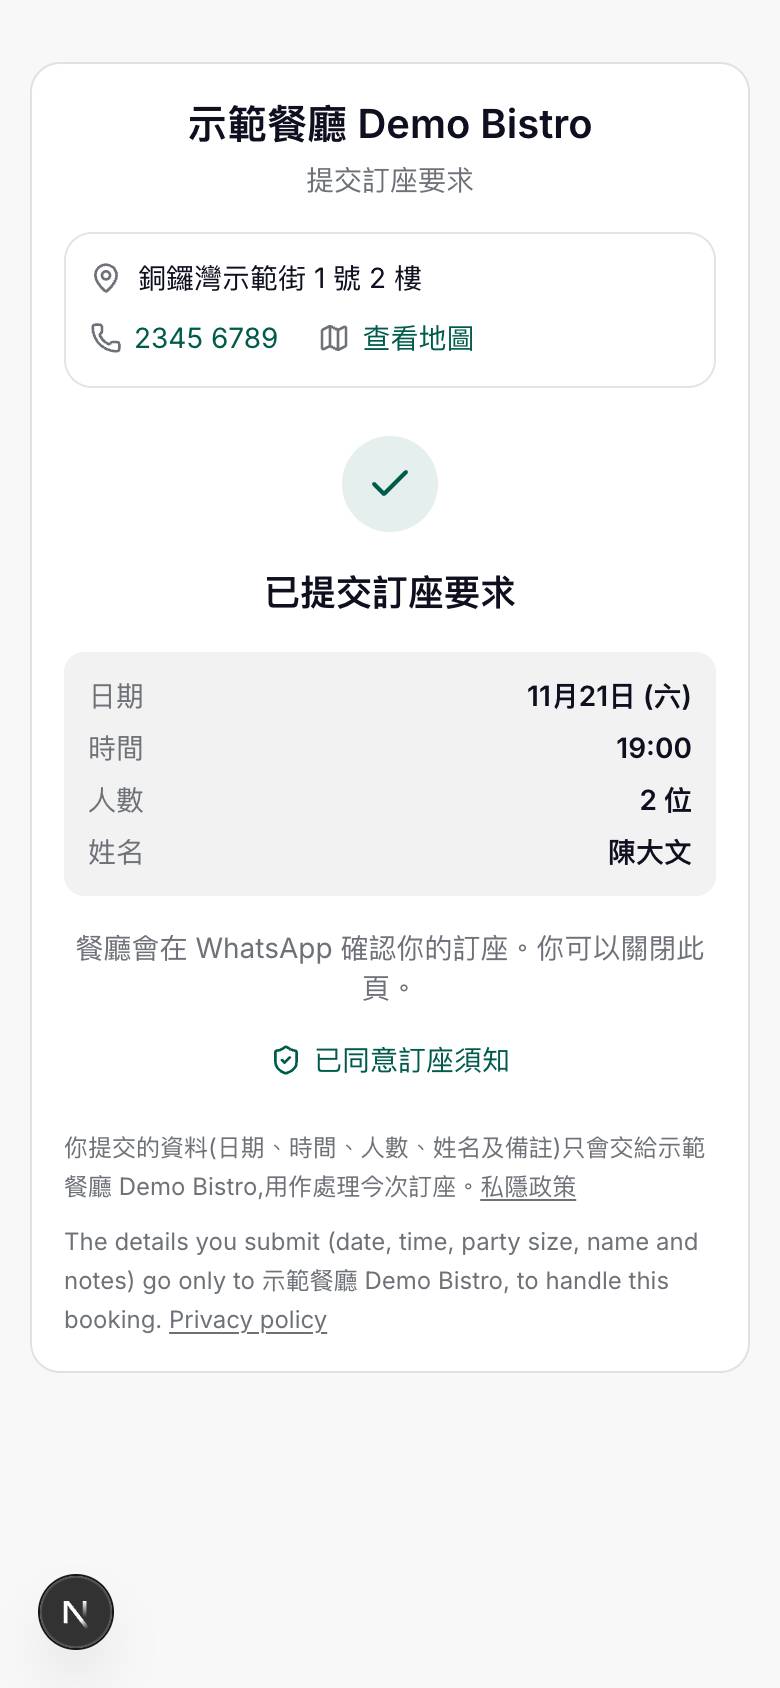 示範餐廳 Demo Bistro
提交訂座要求
銅鑼灣示範街 1 號 2 樓
2345 6789 查看地圖
已提交訂座要求
日期 11月21日 (六)
時間 19:00
人數 2 位
姓名 陳大文
餐廳會在 WhatsApp 確認你的訂座。你可以關閉此
頁。
已同意訂座須知
你提交的資料(日期、時間、人數、姓名及備註)只會交給示範
餐廳 Demo Bistro,用作處理今次訂座。私隱政策
The details you submit (date, time, party size, name and
notes) go only to 示範餐廳 Demo Bistro, to handle this
booking. Privacy policy
N